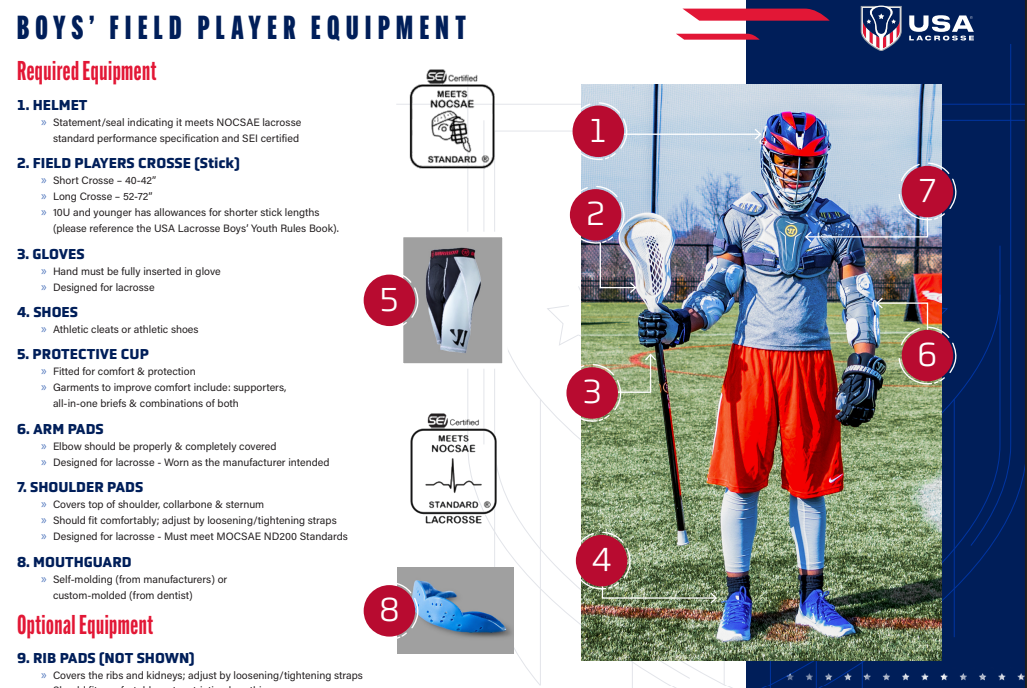 BOYS’ FIELD PLAYER EQUIPMENT
USA
LACROSSE
Required Equipment
1. HELMET
» Statement/seal indicating it meets NOCSAE lacrosse
standard performance specification and SEI certified
2. FIELD PLAYERS CROSSE (Stick)
» Short Crosse – 40-42”
» Long Crosse – 52-72”
» 10U and younger has allowances for shorter stick lengths
(please reference the USA Lacrosse Boys’ Youth Rules Book).
3. GLOVES
» Hand must be fully inserted in glove
» Designed for lacrosse
4. SHOES
» Athletic cleats or athletic shoes
5. PROTECTIVE CUP
» Fitted for comfort & protection
» Garments to improve comfort include: supporters,
all-in-one briefs & combinations of both
6. ARM PADS
» Elbow should be properly & completely covered
» Designed for lacrosse - Worn as the manufacturer intended
7. SHOULDER PADS
» Covers top of shoulder, collarbone & sternum
» Should fit comfortably; adjust by loosening/tightening straps
» Designed for lacrosse - Must meet MOCSAE ND200 Standards
8. MOUTHGUARD
» Self-molding (from manufacturers) or
custom-molded (from dentist)
Optional Equipment
9. RIB PADS (NOT SHOWN)
» Covers the ribs and kidneys; adjust by loosening/tightening straps
SEI Certified
MEETS
NOCSAE
STANDARD ®
5
SEI Certified
MEETS
NOCSAE
STANDARD ®
LACROSSE
8
1
2
7
3
6
4